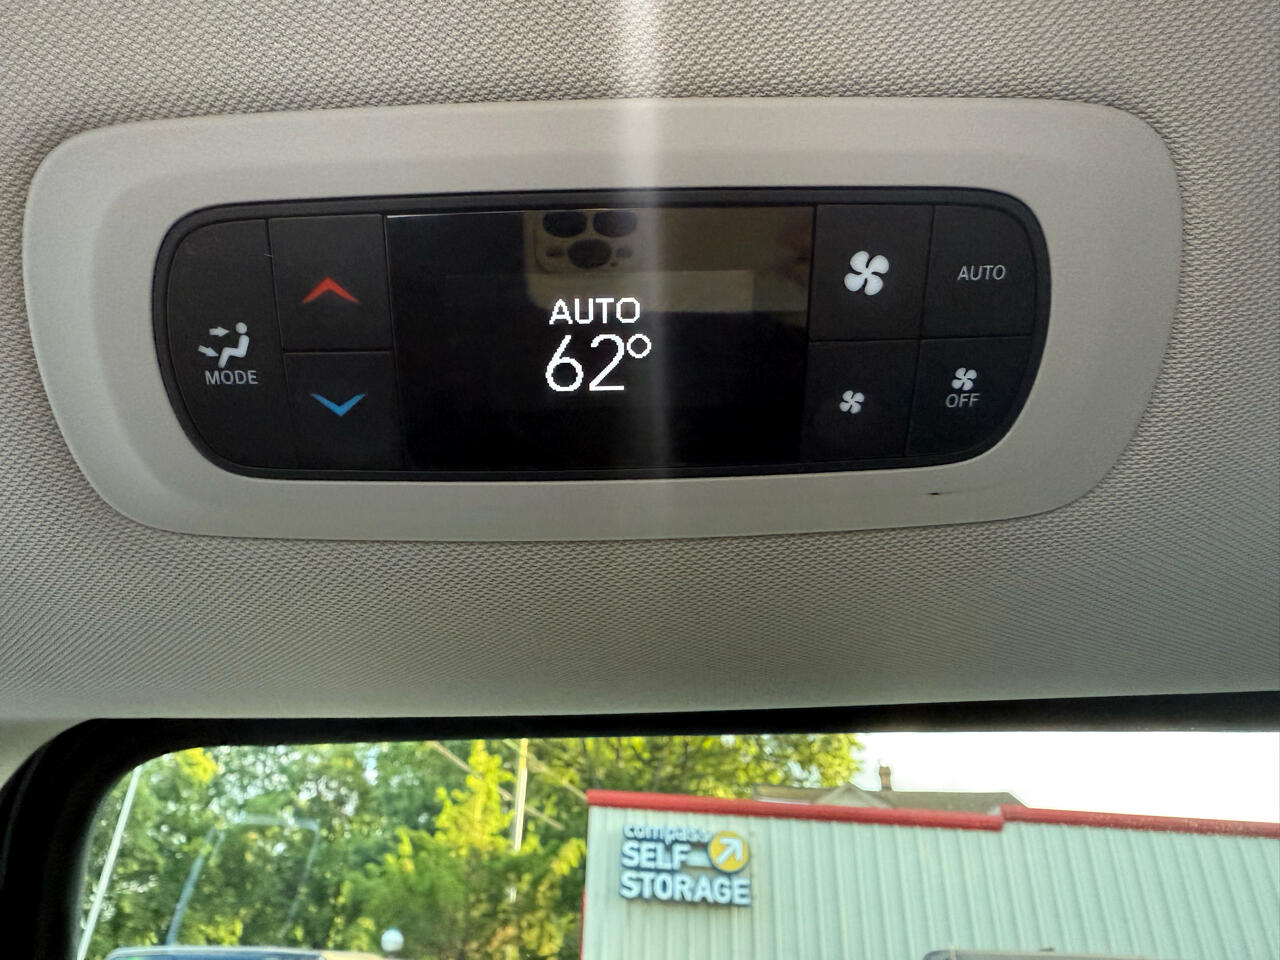 MODE
AUTO
62°
AUTO
OFF
compass
SELF
STORAGE